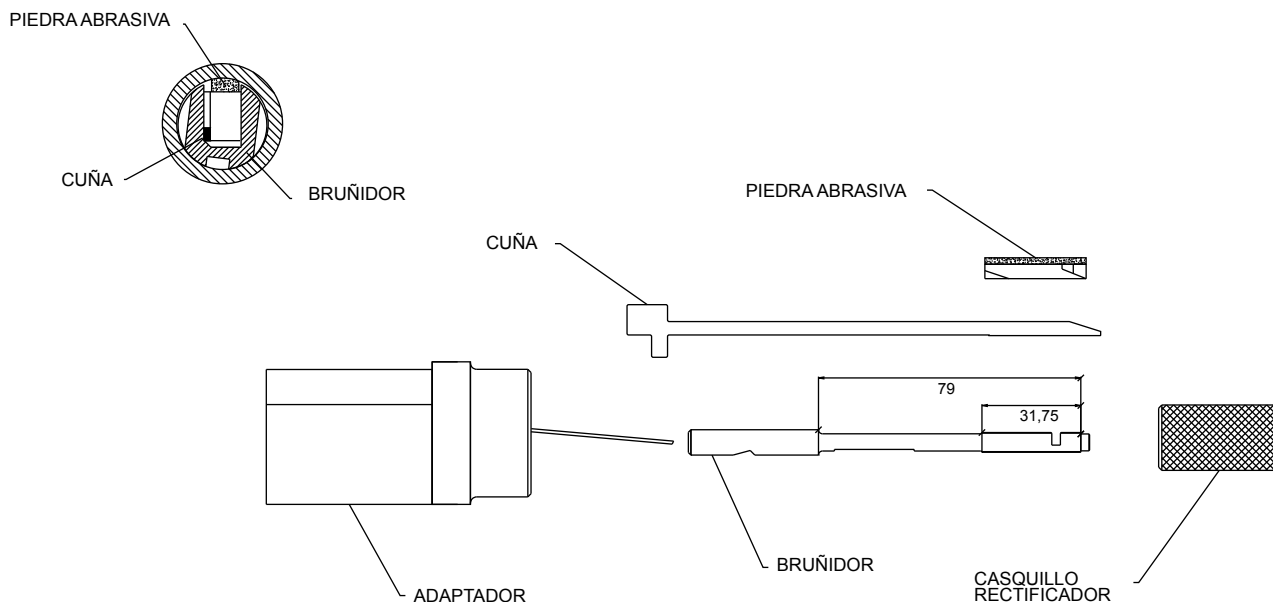 PIEDRA ABRASIVA
CUÑA
BRUÑIDOR
PIEDRA ABRASIVA
CUÑA
79
31,75
BRUÑIDOR
ADAPTADOR
CASQUILLO
RECTIFICADOR